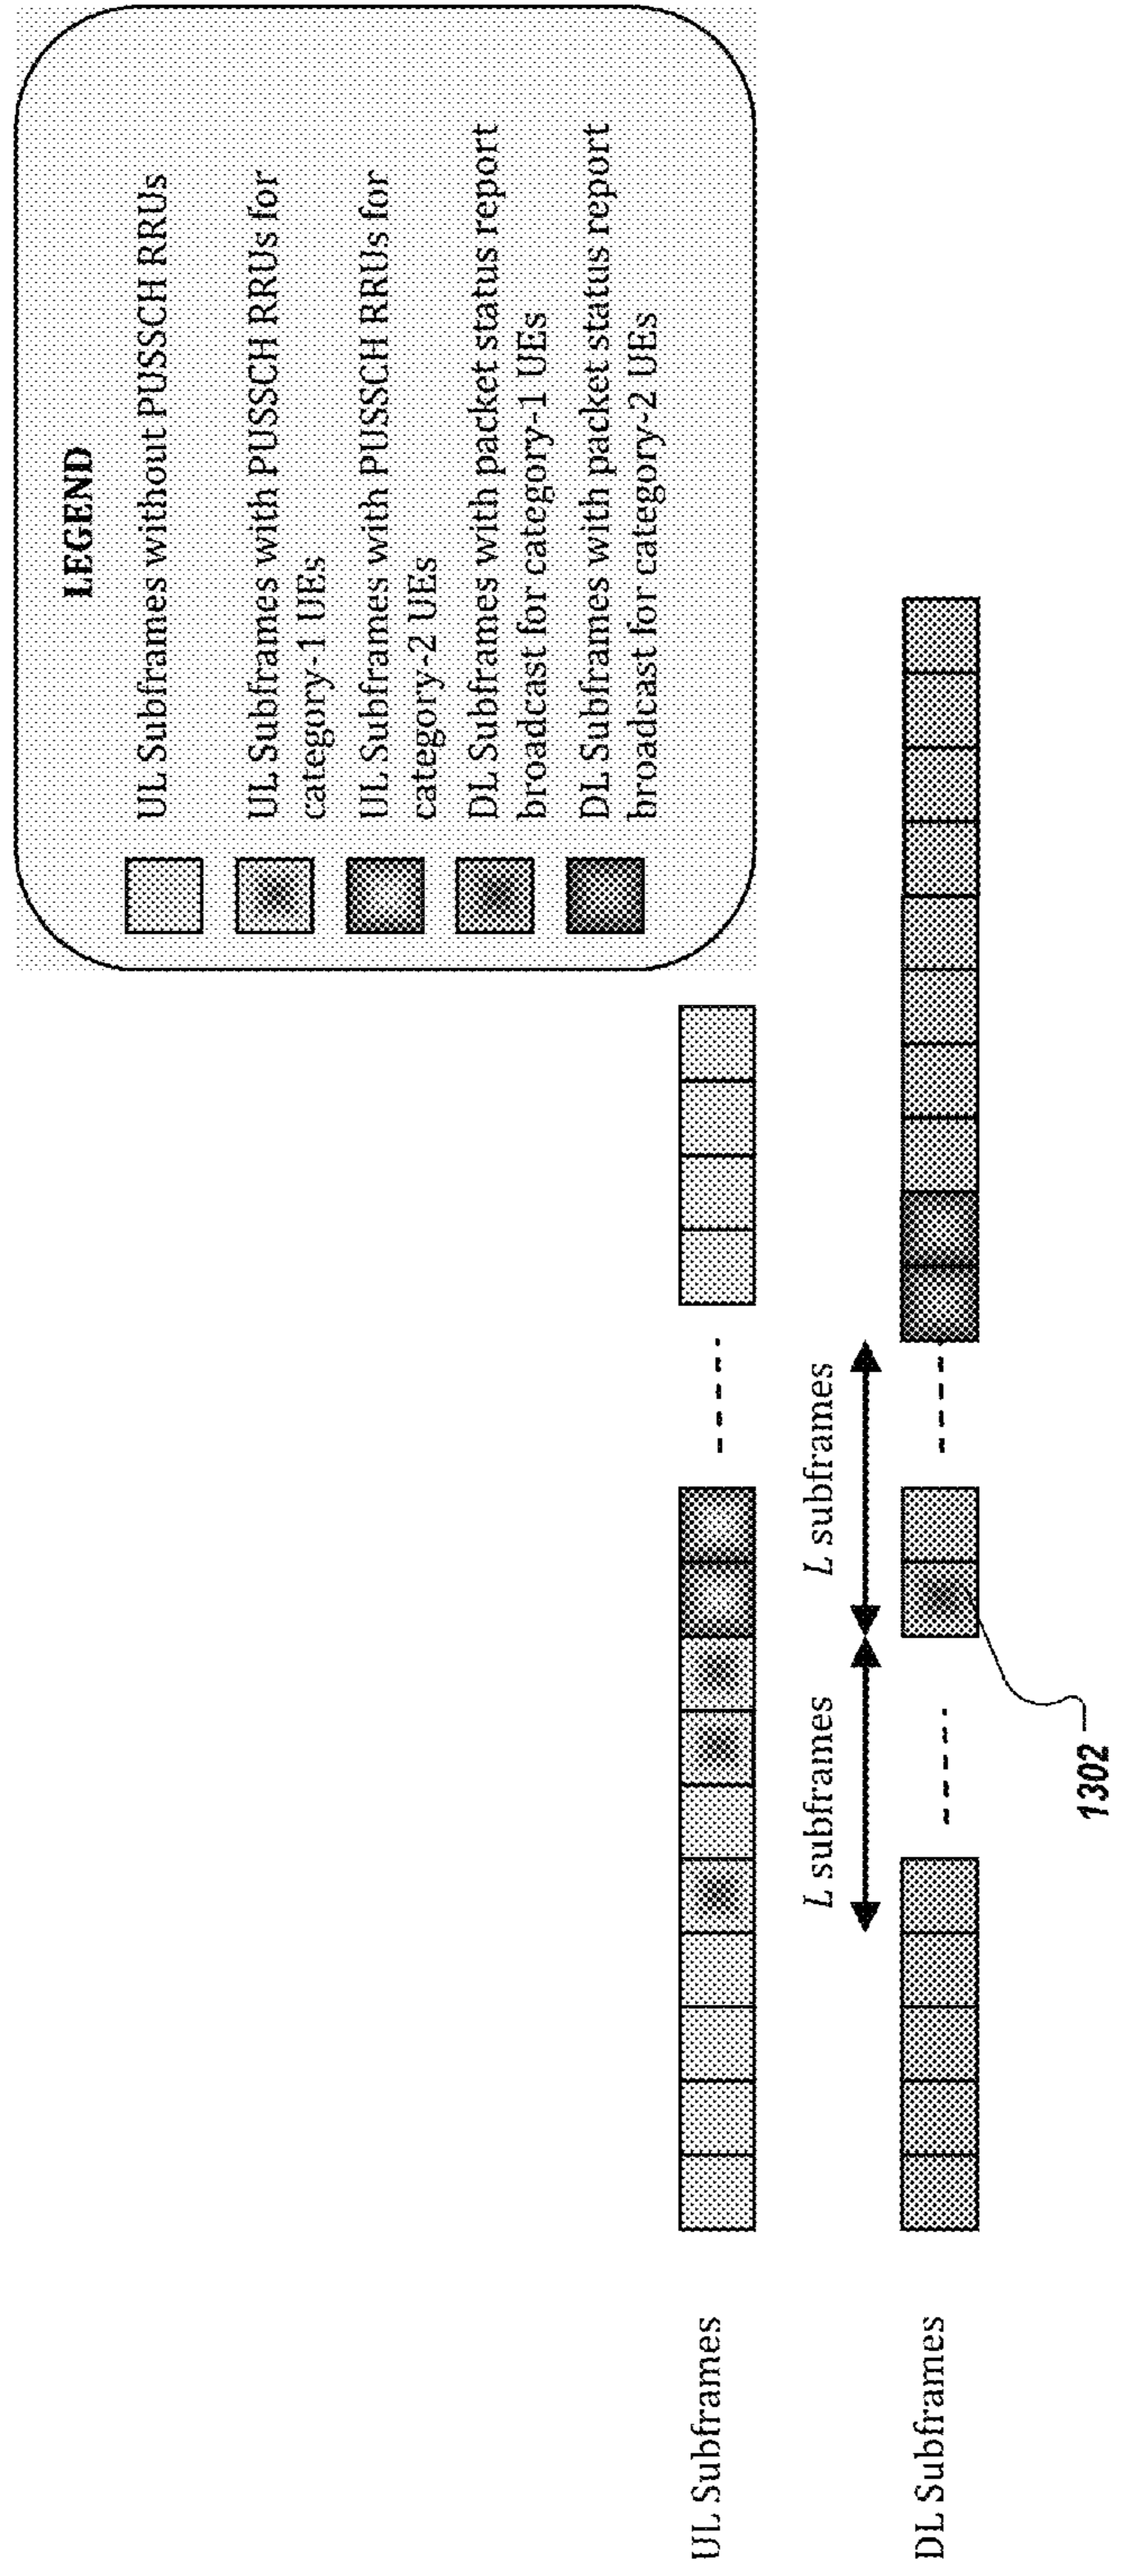 LEGEND
UL Subframes without PUSSCH RRUs
UL Subframes with PUSSCH RRUs for
category-1 UEs
UL Subframes with PUSSCH RRUs for
category-2 UEs
DL Subframes with packet status report
broadcast for category-1 UEs
DL Subframes with packet status report
broadcast for category-2 UEs
UL Subframes
L subframes
L subframes
DL Subframes
1302